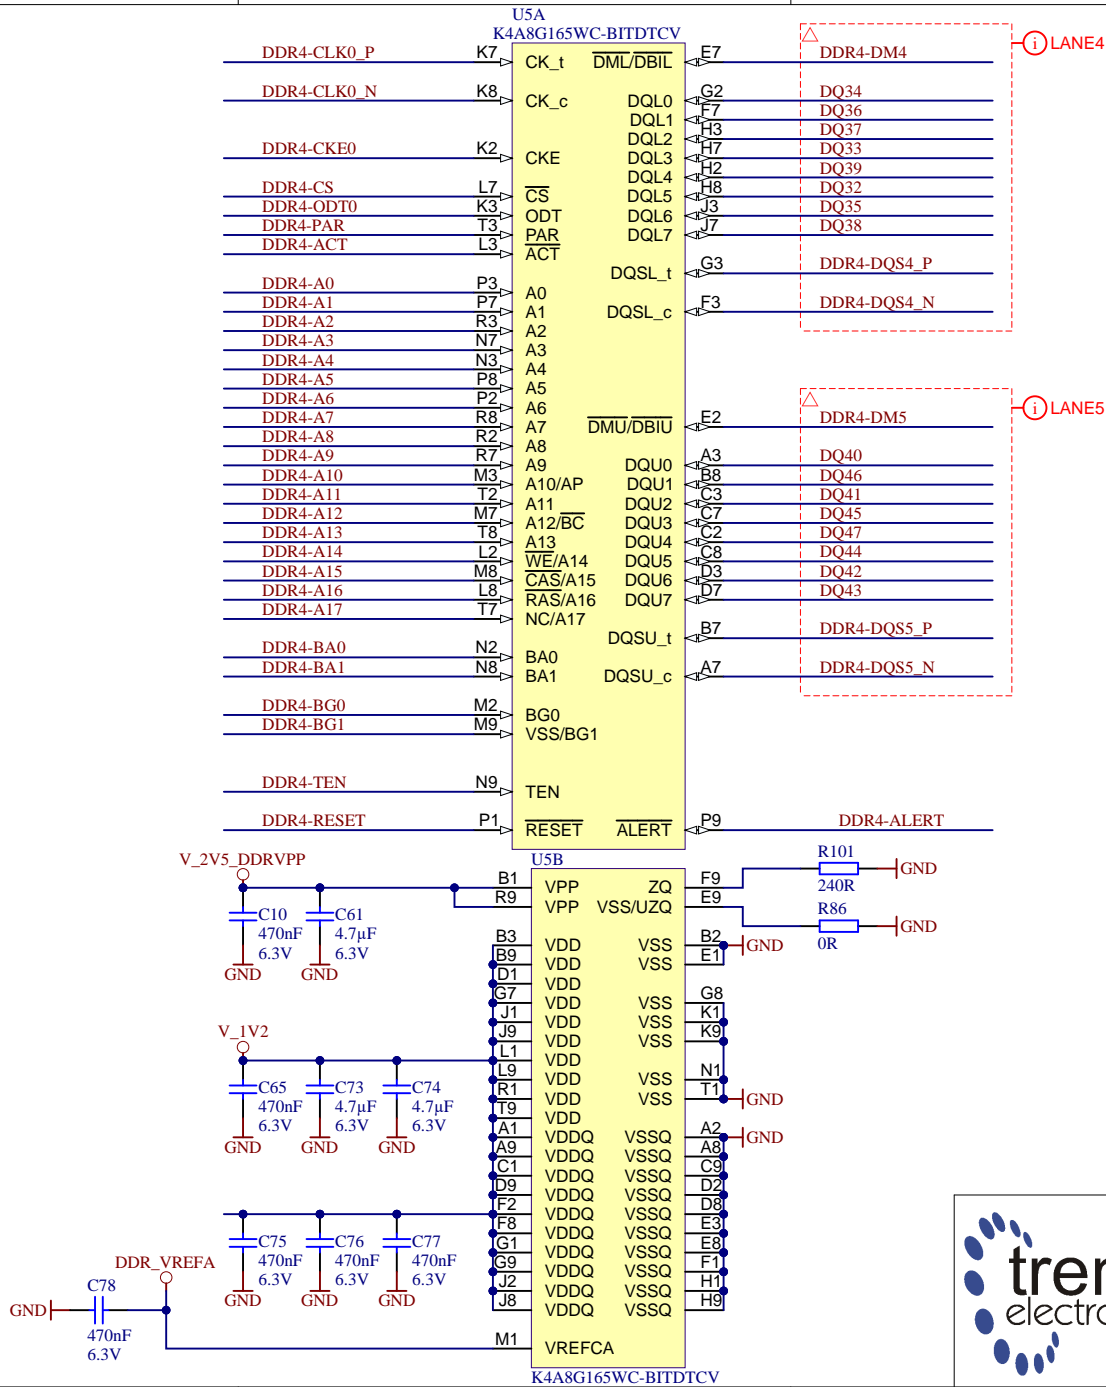 U5A
K4A8G165WC-BITDTCV
DDR4-CLK0_P K7 CK_t DML/DBIL E7 DDR4-DM4
LANE4
DDR4-CLK0_N K8 CK_c DQL0 G2 DQ34
DQL1 F7 DQ36
DQL2 H3 DQ37
DDR4-CKE0 K2 CKE DQL3 H7 DQ33
DQL4 H2 DQ39
DDR4-CS L7 CS DQL5 H8 DQ32
DDR4-ODT0 K3 ODT DQL6 J3 DQ35
DDR4-PAR T3 PAR DQL7 J7 DQ38
DDR4-ACT L3 ACT
DQSL_t G3 DDR4-DQS4_P
DDR4-A0 P3 A0
DDR4-A1 P7 A1 DQSL_c F3 DDR4-DQS4_N
DDR4-A2 R3 A2
DDR4-A3 N7 A3
DDR4-A4 N3 A4
DDR4-A5 P8 A5
DDR4-A6 P2 A6
LANE5
DDR4-A7 R8 A7 DMU/DBIU E2 DDR4-DM5
DDR4-A8 R2 A8
DDR4-A9 R7 A9 DQU0 A3 DQ40
DDR4-A10 M3 A10/AP DQU1 B8 DQ46
DDR4-A11 T2 A11 DQU2 C3 DQ41
DDR4-A12 M7 A12/BC DQU3 C7 DQ45
DDR4-A13 T8 A13 DQU4 C2 DQ47
DDR4-A14 L2 WE/A14 DQU5 C8 DQ44
DDR4-A15 M8 CAS/A15 DQU6 D3 DQ42
DDR4-A16 L8 RAS/A16 DQU7 D7 DQ43
DDR4-A17 T7 NC/A17
DQSU_t B7 DDR4-DQS5_P
DDR4-BA0 N2 BA0
DDR4-BA1 N8 BA1 DQSU_c A7 DDR4-DQS5_N
DDR4-BG0 M2 BG0
DDR4-BG1 M9 VSS/BG1
DDR4-TEN N9 TEN
DDR4-RESET P1 RESET ALERT P9 DDR4-ALERT
U5B
V_2V5_DDRVPP
R101
B1 VPP ZQ F9 240R GND
R9 VPP VSS/UZQ E9
R86
0R GND
C10 C61
470nF 4.7µF
6.3V 6.3V
GND GND
B3 VDD VSS B2 GND
B9 VDD VSS E1
D1 VDD
G7 VDD VSS G8
J1 VDD VSS K1
J9 VDD VSS K9
V_1V2
L1 VDD
L9 VDD VSS N1
R1 VDD VSS T1 GND
T9 VDD
C65 C73 C74
470nF 4.7µF 4.7µF
6.3V 6.3V 6.3V
GND GND GND
A1 VDDQ VSSQ A2 GND
A9 VDDQ VSSQ A8
C1 VDDQ VSSQ C9
D9 VDDQ VSSQ D2
F2 VDDQ VSSQ D8
F8 VDDQ VSSQ E3
G1 VDDQ VSSQ E8
G9 VDDQ VSSQ F1
J2 VDDQ VSSQ H1
J8 VDDQ VSSQ H9
C75 C76 C77
470nF 470nF 470nF
6.3V 6.3V 6.3V
GND GND GND
DDR_VREFA
C78
GND
470nF
6.3V
M1 VREFCA
K4A8G165WC-BITDTCV
tren
electro